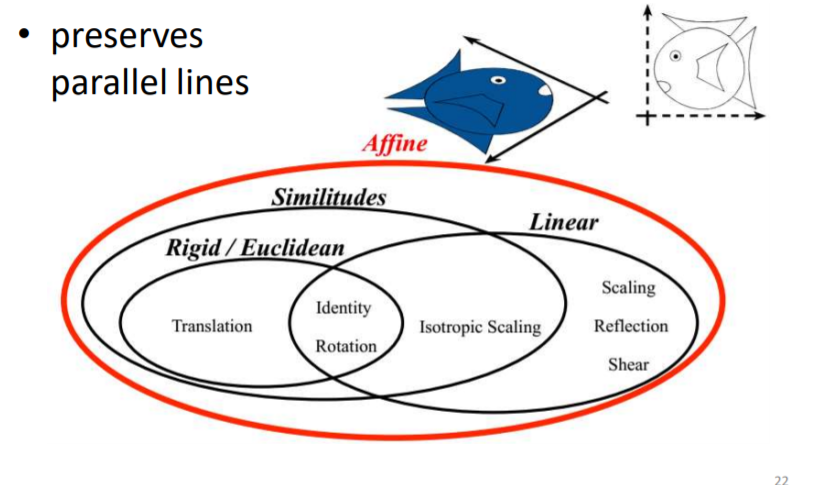 • preserves
parallel lines
Affine
Similitudes
Linear
Rigid / Euclidean
Scaling
Identity
Translation
Isotropic Scaling
Reflection
Rotation
Shear
22